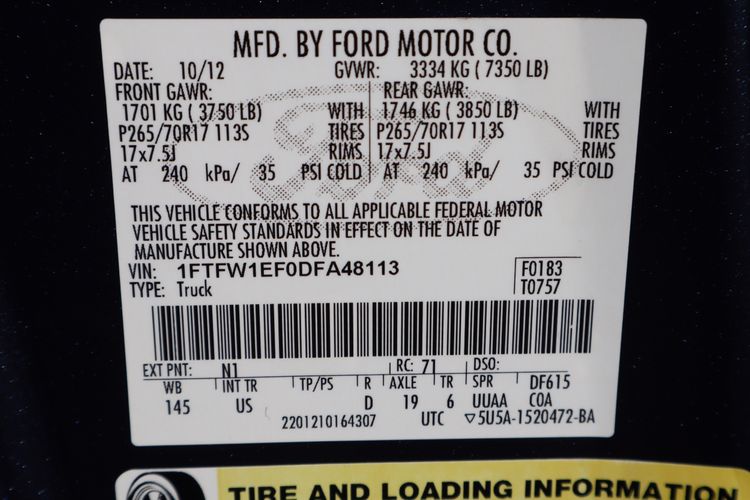 MFD. BY FORD MOTOR CO.
DATE: 10/12 GVWR: 3334 KG ( 7350 LB)
FRONT GAWR: REAR GAWR:
1701 KG ( 3750 LB) WITH 1746 KG ( 3850 LB) WITH
P265/70R17 113S TIRES P265/70R17 113S TIRES
17x7.5J RIMS 17x7.5J RIMS
AT 240 kPa/ 35 PSI COLD AT 240 kPa/ 35 PSI COLD
Ford
THIS VEHICLE CONFORMS TO ALL APPLICABLE FEDERAL MOTOR
VEHICLE SAFETY STANDARDS IN EFFECT ON THE DATE OF
MANUFACTURE SHOWN ABOVE.
VIN: 1FTFW1EF0DFA48113 F0183
TYPE: Truck T0757
EXT PNT: N1 RC: 71 DSO:
WB INT TR TP/PS R AXLE TR SPR DF615
145 US D 19 6 UUAA COA
2201210164307 UTC ▽5U5A-1520472-BA
TIRE AND LOADING INFORMATION